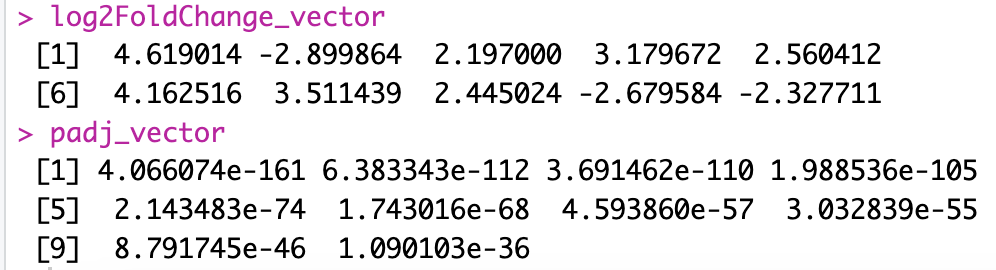 > log2FoldChange_vector
[1] 4.619014 -2.899864 2.197000 3.179672 2.560412
[6] 4.162516 3.511439 2.445024 -2.679584 -2.327711
> padj_vector
[1] 4.066074e-161 6.383343e-112 3.691462e-110 1.988536e-105
[5] 2.143483e-74 1.743016e-68 4.593860e-57 3.032839e-55
[9] 8.791745e-46 1.090103e-36